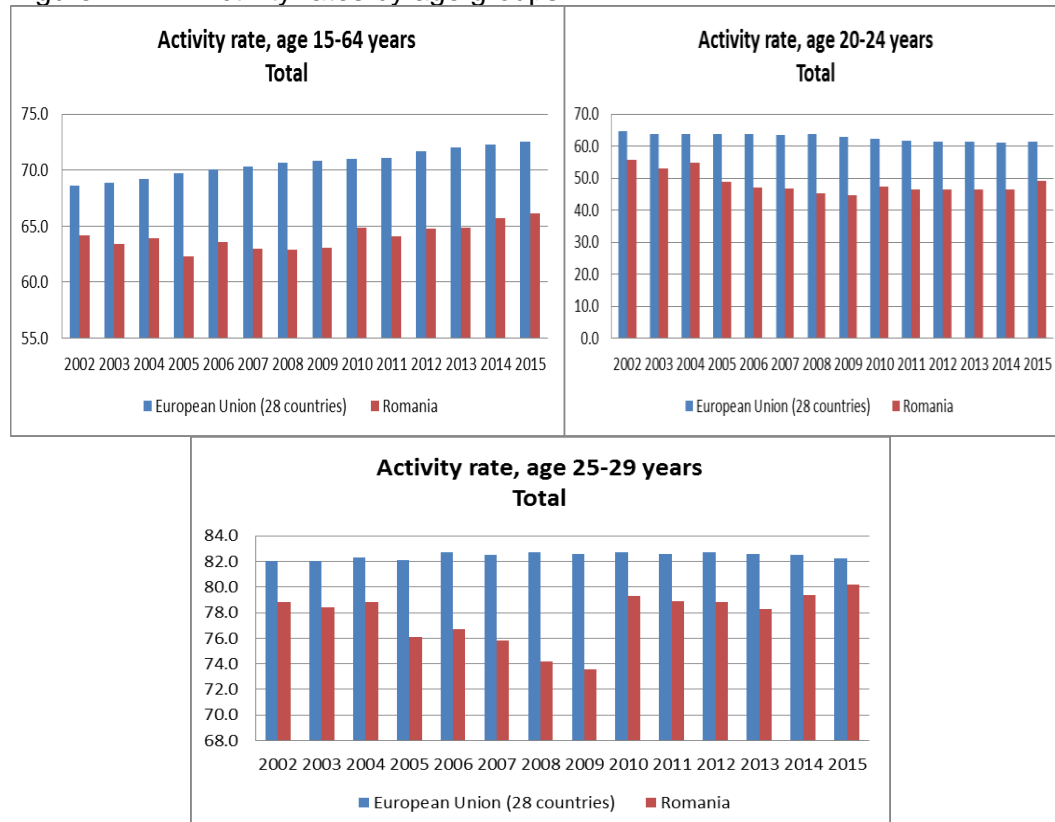 Activity rate, age 15-64 years
Total
75.0
70.0
65.0
60.0
55.0
2002 2003 2004 2005 2006 2007 2008 2009 2010 2011 2012 2013 2014 2015
European Union (28 countries) Romania
Activity rate, age 20-24 years
Total
70.0
60.0
50.0
40.0
30.0
20.0
10.0
0.0
2002 2003 2004 2005 2006 2007 2008 2009 2010 2011 2012 2013 2014 2015
European Union (28 countries) Romania
Activity rate, age 25-29 years
Total
84.0
82.0
80.0
78.0
76.0
74.0
72.0
70.0
68.0
2002 2003 2004 2005 2006 2007 2008 2009 2010 2011 2012 2013 2014 2015
European Union (28 countries) Romania